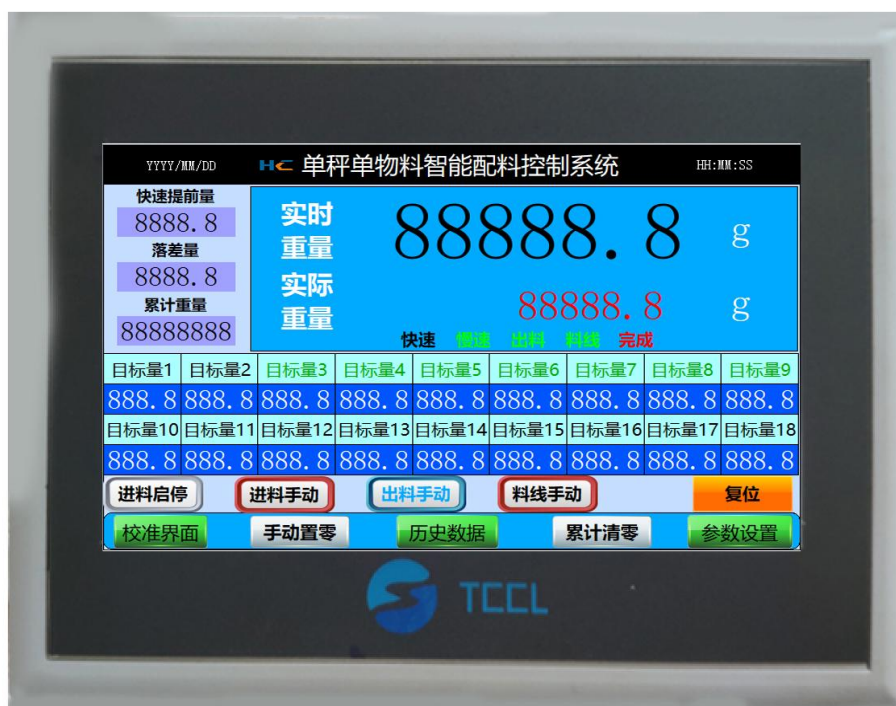 YYYY/MM/DD HC 单秤单物料智能配料控制系统 HH:MM:SS
快速提前量
8888.8
落差量
8888.8
累计重量
88888888
实时重量 88888.8 g
实际重量 88888.8 g
快速 慢速 出料 料线 完成
目标量1 目标量2 目标量3 目标量4 目标量5 目标量6 目标量7 目标量8 目标量9
888.8 888.8 888.8 888.8 888.8 888.8 888.8 888.8 888.8
目标量10 目标量11 目标量12 目标量13 目标量14 目标量15 目标量16 目标量17 目标量18
888.8 888.8 888.8 888.8 888.8 888.8 888.8 888.8 888.8
进料启停 进料手动 出料手动 料线手动 复位
校准界面 手动置零 历史数据 累计清零 参数设置
TCCL